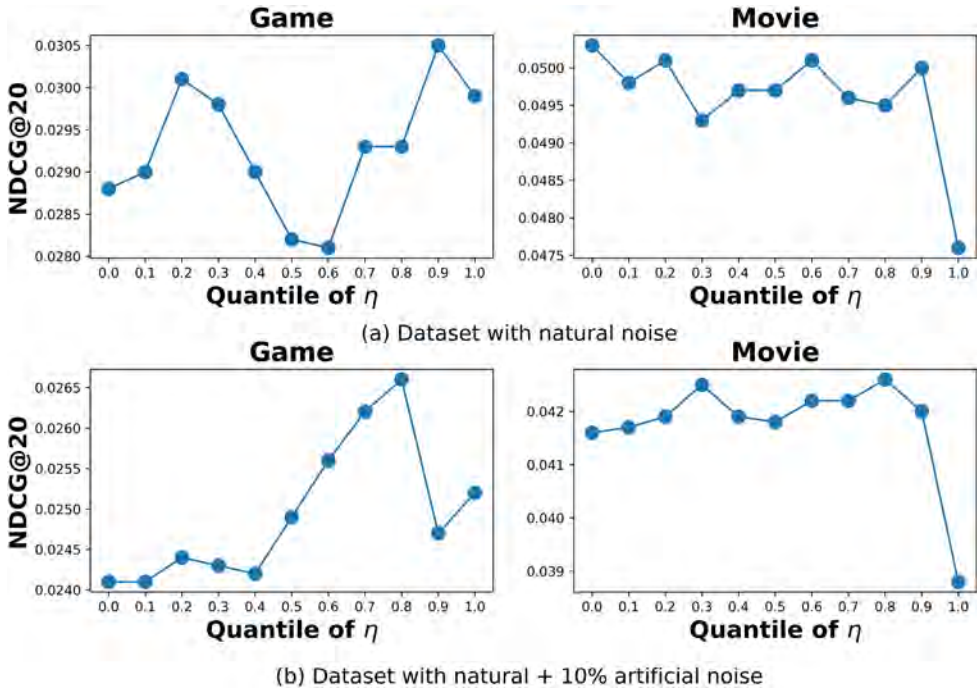 Game
Movie
NDCG@20
0.0305
0.0300
0.0295
0.0290
0.0285
0.0280
0.0 0.1 0.2 0.3 0.4 0.5 0.6 0.7 0.8 0.9 1.0
Quantile of η
0.0500
0.0495
0.0490
0.0485
0.0480
0.0475
0.0 0.1 0.2 0.3 0.4 0.5 0.6 0.7 0.8 0.9 1.0
Quantile of η
(a) Dataset with natural noise
Game
Movie
NDCG@20
0.0265
0.0260
0.0255
0.0250
0.0245
0.0240
0.0 0.1 0.2 0.3 0.4 0.5 0.6 0.7 0.8 0.9 1.0
Quantile of η
0.042
0.041
0.040
0.039
0.0 0.1 0.2 0.3 0.4 0.5 0.6 0.7 0.8 0.9 1.0
Quantile of η
(b) Dataset with natural + 10% artificial noise